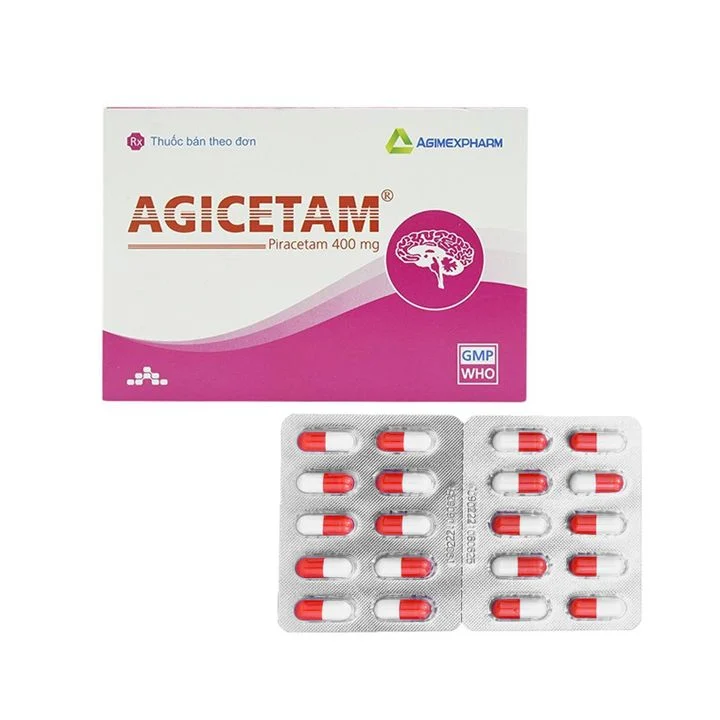 Rx Thuốc bán theo đơn
AGIMEXPHARM
AGICETAM®
Piracetam 400 mg
GMP
WHO